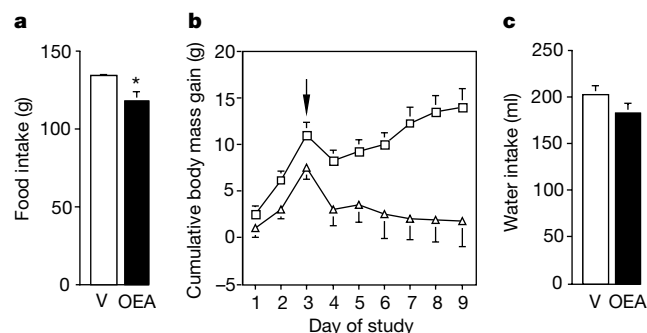 a
Food intake (g)
150
100
50
0
V OEA
*
b
Cumulative body mass gain (g)
20
15
10
5
0
–5
1 2 3 4 5 6 7 8 9
Day of study
c
Water intake (ml)
250
200
150
100
50
0
V OEA